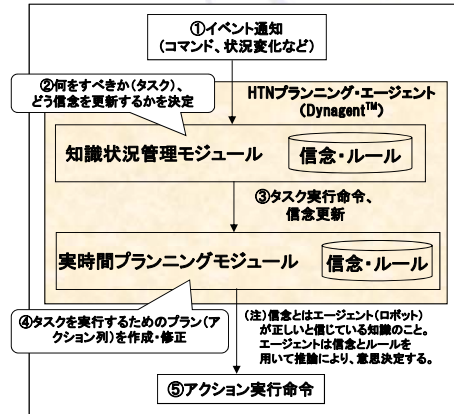 ①イベント通知
(コマンド、状況変化など)
②何をすべきか(タスク)、
どう信念を更新するかを決定
HTNプランニング・エージェント
(Dynagent™)
知識状況管理モジュール
信念・ルール
③タスク実行命令、
信念更新
実時間プランニングモジュール
信念・ルール
④タスクを実行するためのプラン(ア
クション列)を作成・修正
(注)信念とはエージェント(ロボット)
が正しいと信じている知識のこと。
エージェントは信念とルールを
用いて推論により、意思決定する。
⑤アクション実行命令